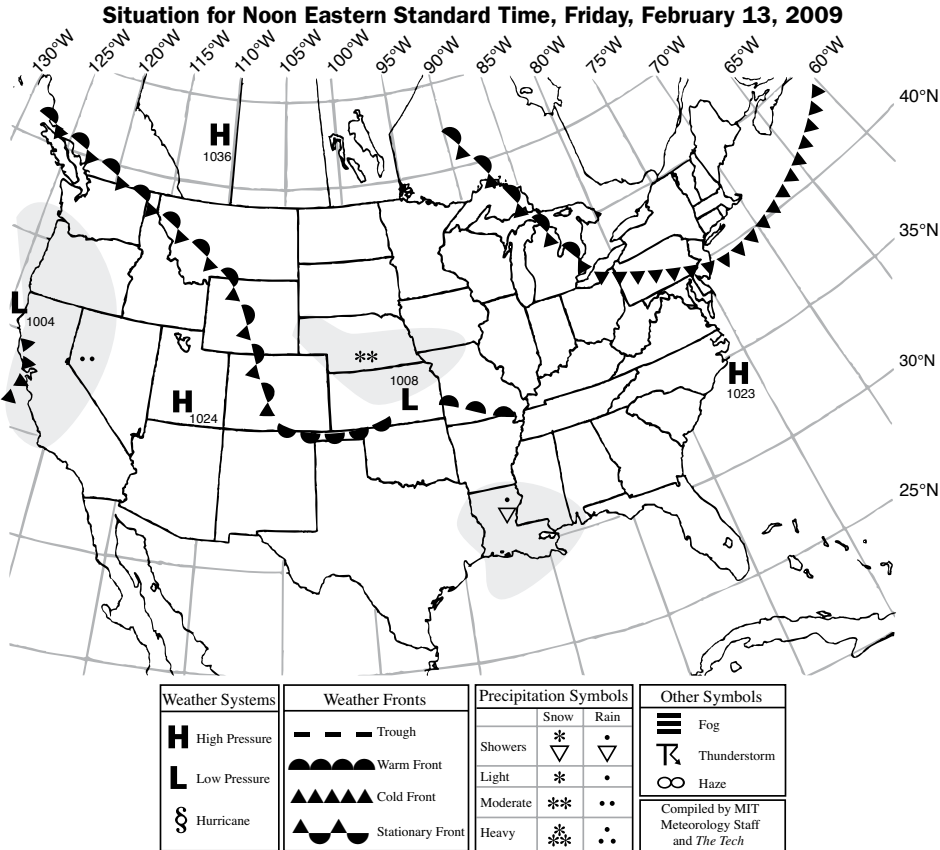 Situation for Noon Eastern Standard Time, Friday, February 13, 2009
130°W 125°W 120°W 115°W 110°W 105°W 100°W 95°W 90°W 85°W 80°W 75°W 70°W 65°W 60°W
40°N
H
1036
35°N
L
1004
30°N
H
1023
1008
L
H
1024
25°N
Weather Systems
H High Pressure
L Low Pressure
Hurricane
Weather Fronts
Trough
Warm Front
Cold Front
Stationary Front
Precipitation Symbols
Snow Rain
Showers
Light
Moderate
Heavy
Other Symbols
Fog
Thunderstorm
Haze
Compiled by MIT
Meteorology Staff
and The Tech